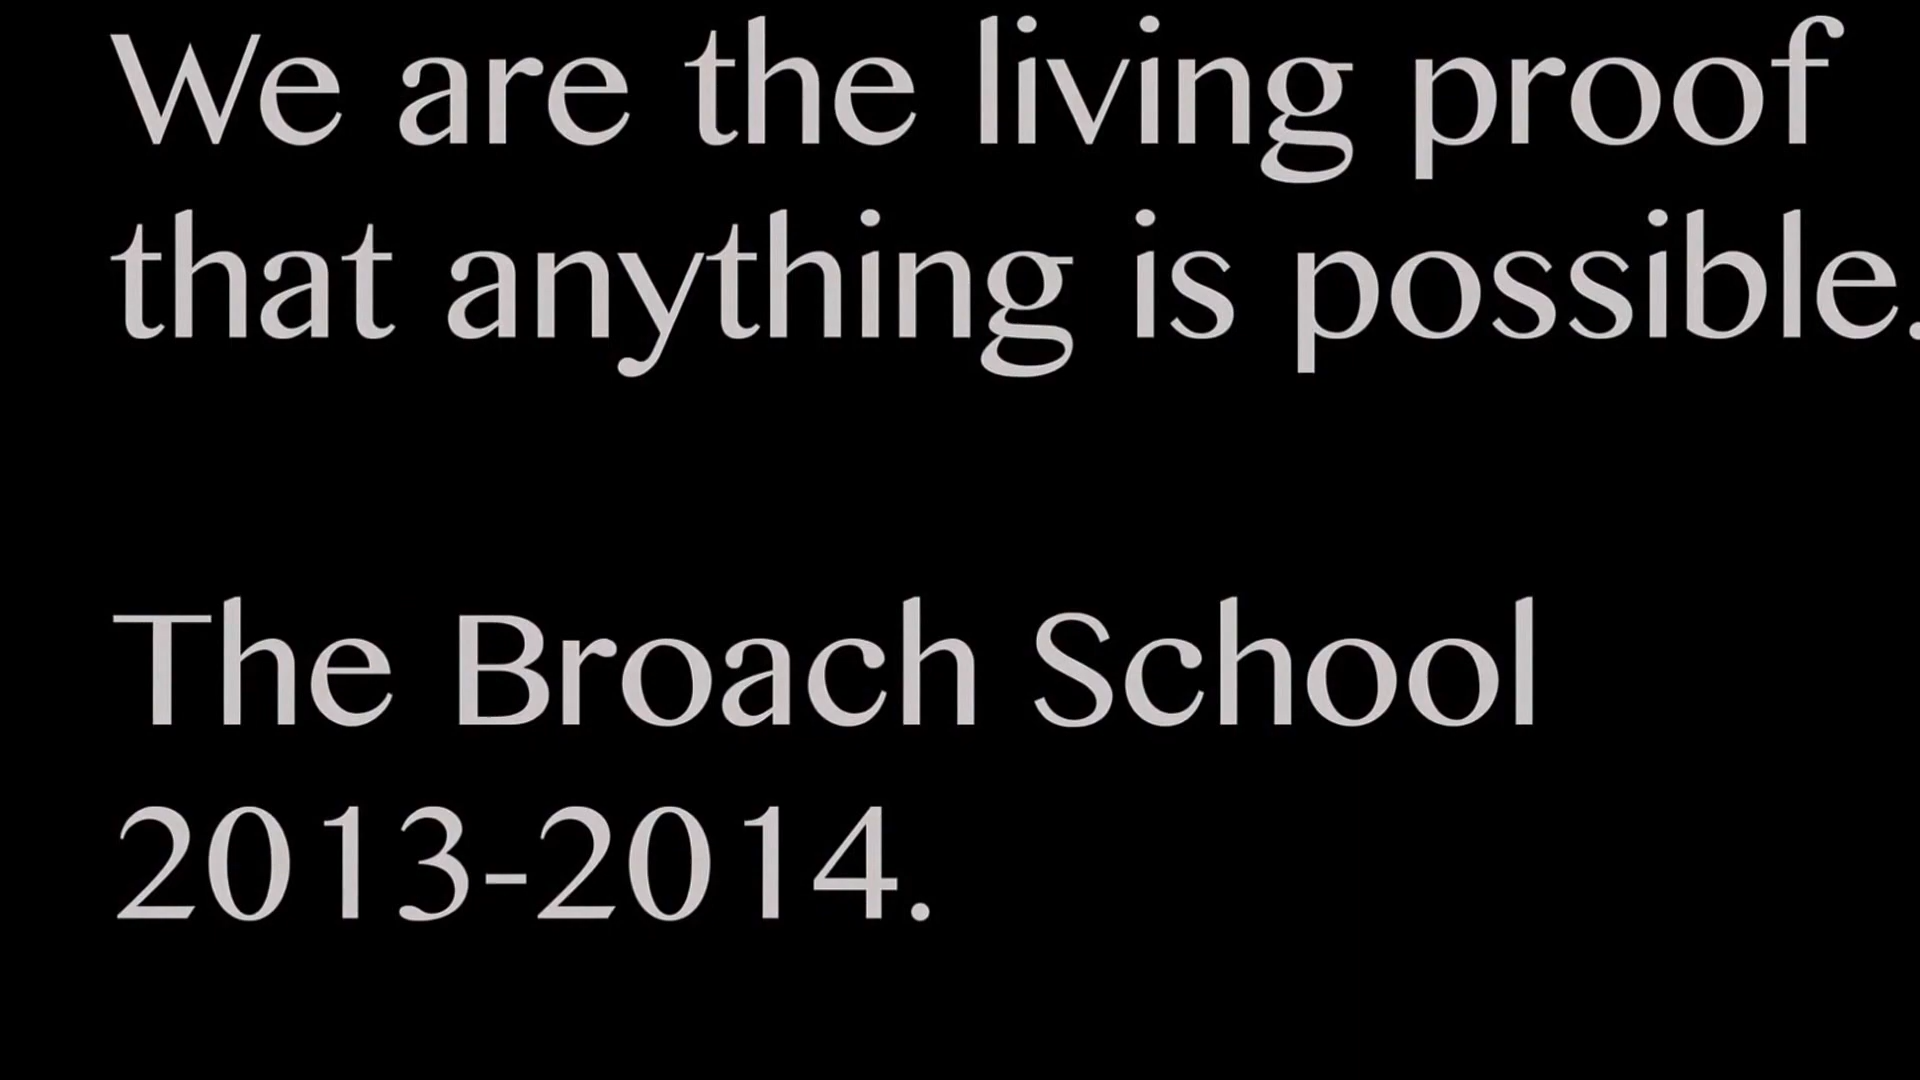 We are the living proof
that anything is possible.
The Broach School
2013-2014.